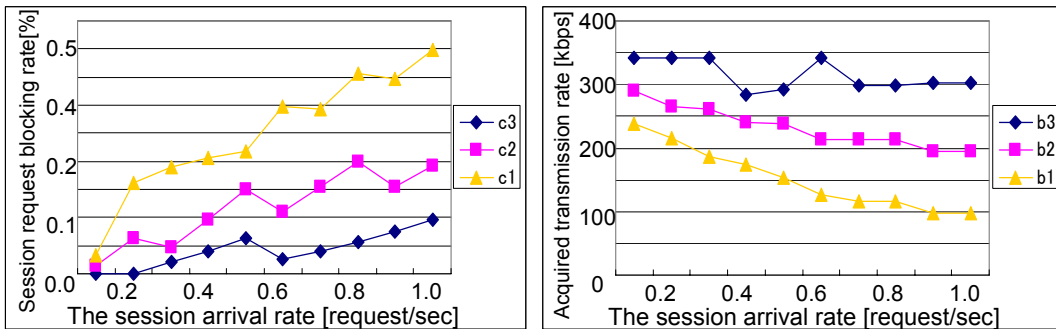 Session request blocking rate[%]
0.5
0.4
0.2
0.1
0.0
0.2
0.4
0.6
0.8
1.0
The session arrival rate [request/sec]
c3
c2
c1
Acquired transmission rate [kbps]
400
300
200
100
0
0.2
0.4
0.6
0.8
1.0
The session arrival rate [request/sec]
b3
b2
b1